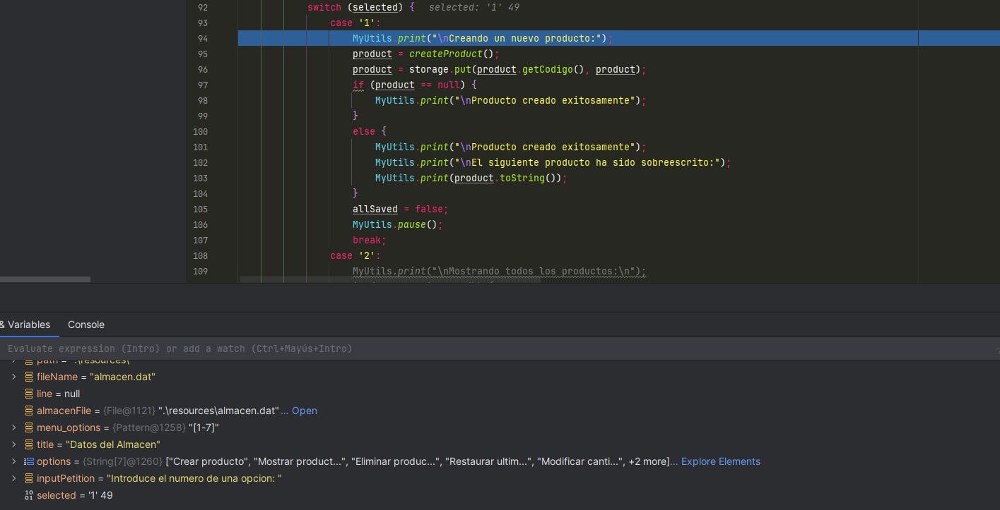 92 switch (selected) { selected: '1' 49
93 case '1':
94 MyUtils.print("\nCreando un nuevo producto:");
95 product = createProduct();
96 product = storage.put(product.getCodigo(), product);
97 if (product == null) {
98 MyUtils.print("\nProducto creado exitosamente");
99 }
100 else {
101 MyUtils.print("\nProducto creado exitosamente");
102 MyUtils.print("\nEl siguiente producto ha sido sobreescrito:");
103 MyUtils.print(product.toString());
104 }
105 allSaved = false;
106 MyUtils.pause();
107 break;
108 case '2':
109 MyUtils.print("\nMostrando todos los productos:\n");
& Variables Console
Evaluate expression (Intro) or add a watch (Ctrl+Mayús+Intro)
path = ".\resources\"
fileName = "almacen.dat"
line = null
almacenFile = {File@1121} ".\resources\almacen.dat"... Open
menu_options = {Pattern@1258} "[1-7]"
title = "Datos del Almacen"
options = {String[7]@1260} ["Crear producto", "Mostrar product...", "Eliminar produc...", "Restaurar ultim...", "Modificar canti...", +2 more]... Explore Elements
inputPetition = "Introduce el numero de una opcion: "
selected = '1' 49